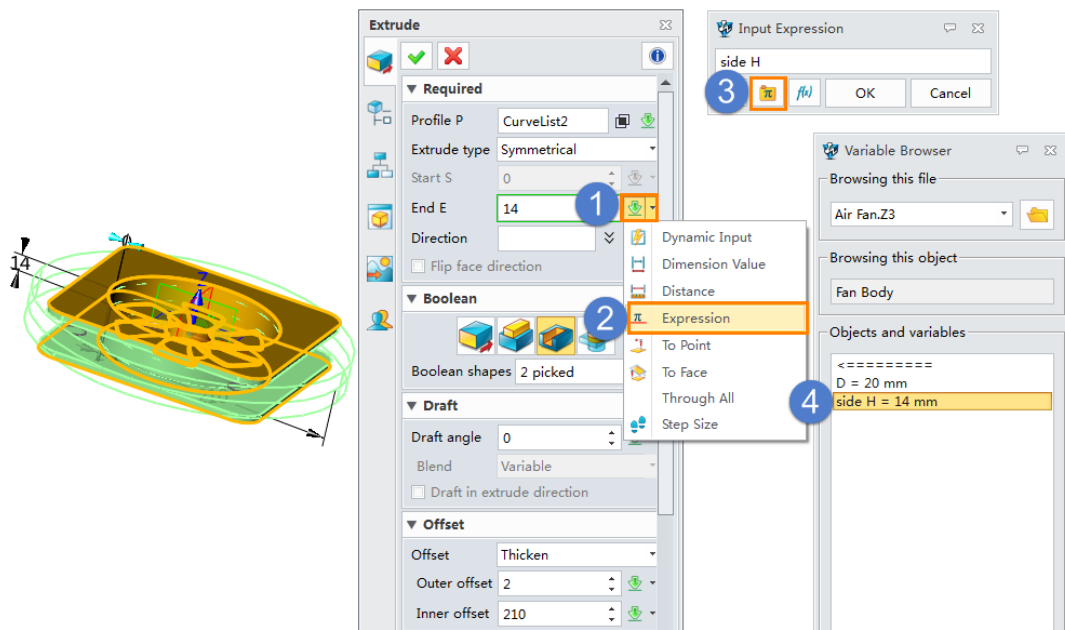 14
Z
Extrude
Required
Profile P CurveList2
Extrude type Symmetrical
Start S 0
End E 14
Direction
Flip face direction
Boolean
Boolean shapes 2 picked
Draft
Draft angle 0
Blend Variable
Draft in extrude direction
Offset
Offset Thicken
Outer offset 2
Inner offset 210
1
Dynamic Input
Dimension Value
Distance
2 π Expression
To Point
To Face
Through All
Step Size
Input Expression
side H
3 π f(x) OK Cancel
Variable Browser
Browsing this file
Air Fan.Z3
Browsing this object
Fan Body
Objects and variables
<=========
D = 20 mm
4 side H = 14 mm